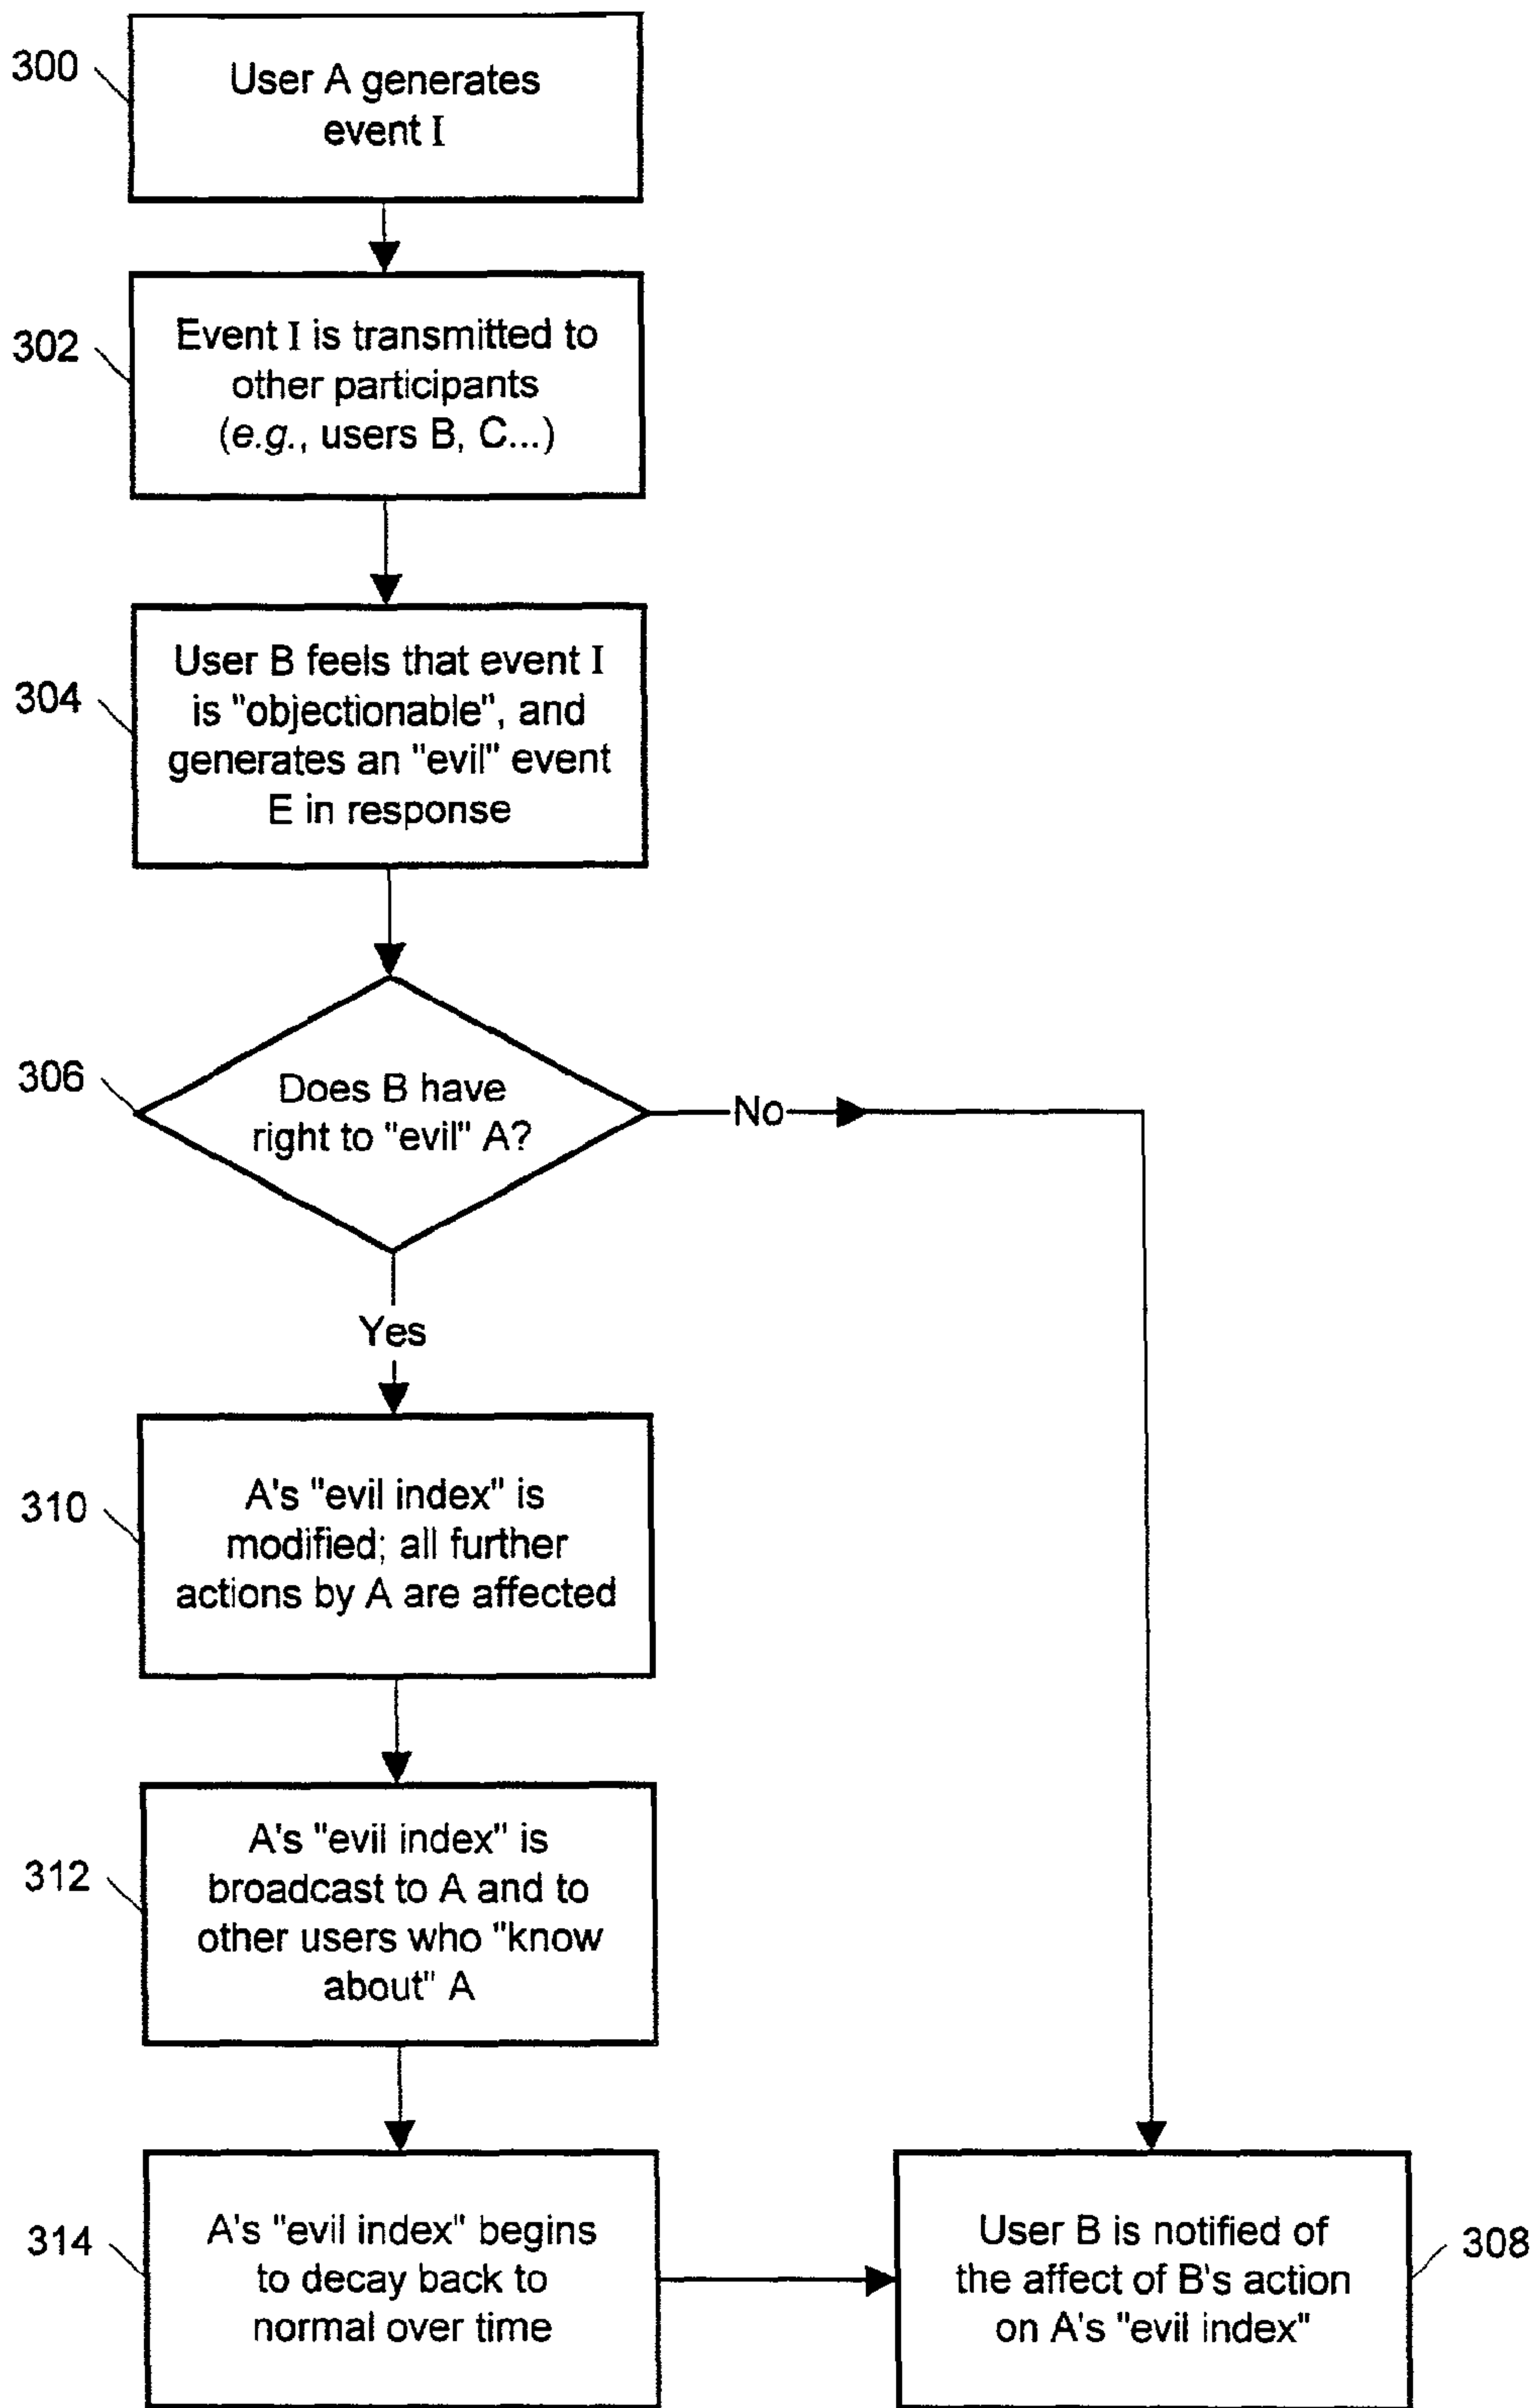 300
User A generates
event I
302
Event I is transmitted to
other participants
(e.g., users B, C...)
304
User B feels that event I
is "objectionable", and
generates an "evil" event
E in response
306
Does B have
right to "evil" A?
No
Yes
310
A's "evil index" is
modified; all further
actions by A are affected
312
A's "evil index" is
broadcast to A and to
other users who "know
about" A
314
A's "evil index" begins
to decay back to
normal over time
User B is notified of
the affect of B's action
on A's "evil index"
308